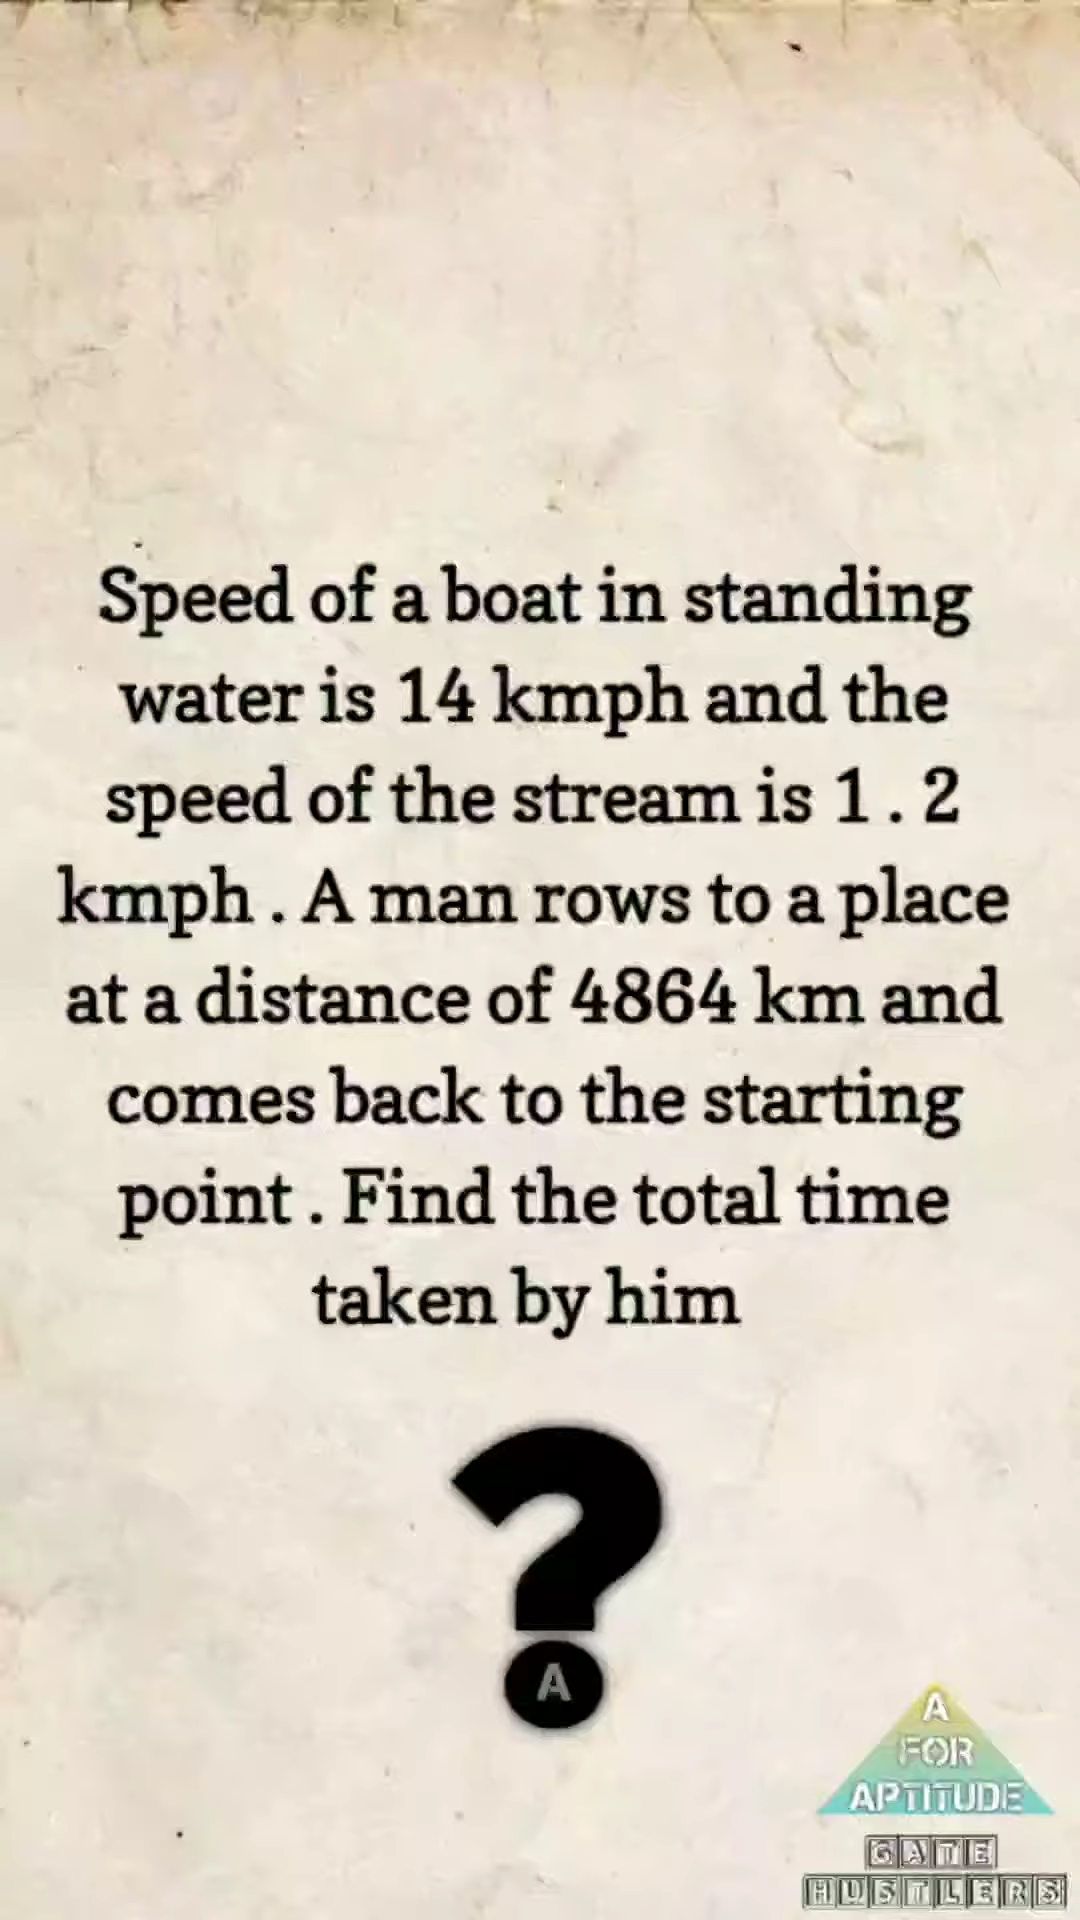 Speed of a boat in standing
water is 14 kmph and the
speed of the stream is 1 . 2
kmph . A man rows to a place
at a distance of 4864 km and
comes back to the starting
point . Find the total time
taken by him
?
A
A
FOR
APTITUDE
GATE
HUSTLERS